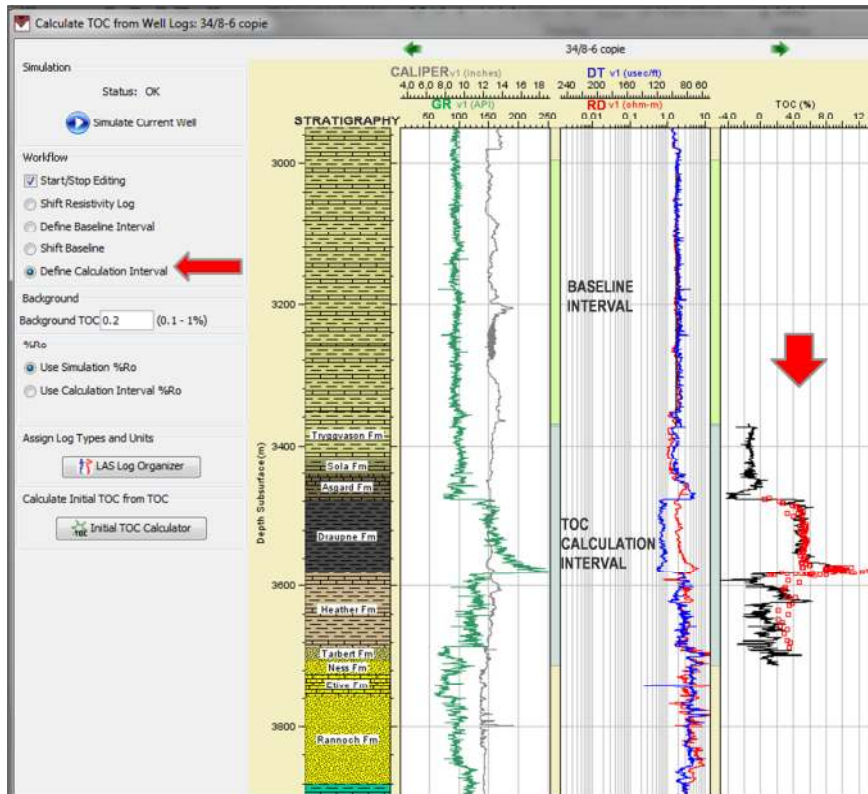 Calculate TOC from Well Logs: 34/8-6 copie
34/8-6 copie
Simulation
Status: OK
Simulate Current Well
Workflow
Start/Stop Editing
Shift Resistivity Log
Define Baseline Interval
Shift Baseline
Define Calculation Interval
Background
Background TOC 0.2 (0.1 - 1%)
%Ro
Use Simulation %Ro
Use Calculation Interval %Ro
Assign Log Types and Units
LAS Log Organizer
Calculate Initial TOC from TOC
TOC Initial TOC Calculator
CALIPER v1 (inches)
4,0 6,0 8,0 10 12 14 16 18
GR v1 (API)
50 100 150 200 250
DT v1 (usec/ft)
240 200 160 120 80 60
RD v1 (ohm-m)
0.01 0.1 1.0 10
TOC (%)
-4.0 0 4.0 8.0 12
STRATIGRAPHY
Depth Subsurface (m)
3000
3200
3400
3600
3800
Tryggvason Fm
Sola Fm
Asgard Fm
Draupne Fm
Heather Fm
Tarbert Fm
Ness Fm
Etive Fm
Rannoch Fm
BASELINE
INTERVAL
TOC
CALCULATION
INTERVAL